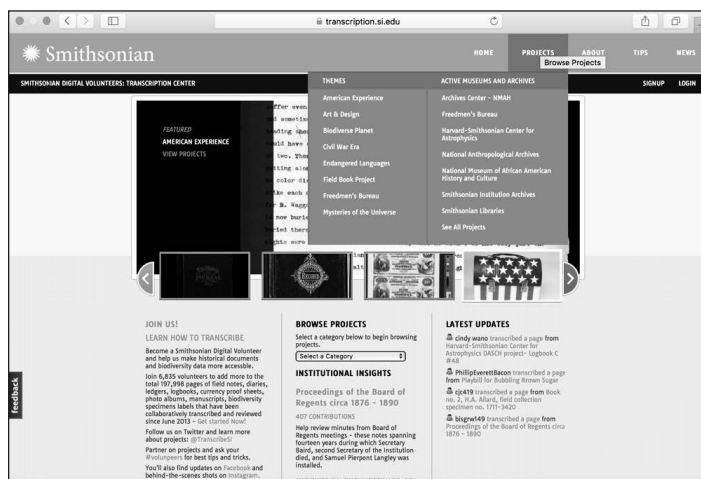 transcription.si.edu
Smithsonian
HOME PROJECTS ABOUT TIPS NEWS
Browse Projects
SMITHSONIAN DIGITAL VOLUNTEERS: TRANSCRIPTION CENTER
SIGNUP LOGIN
THEMES
American Experience
Art & Design
Biodiverse Planet
Civil War Era
Endangered Languages
Field Book Project
Freedmen's Bureau
Mysteries of the Universe
ACTIVE MUSEUMS AND ARCHIVES
Archives Center - NMAH
Freedmen's Bureau
Harvard-Smithsonian Center for
Astrophysics
National Anthropological Archives
National Museum of African American
History and Culture
Smithsonian Institution Archives
Smithsonian Libraries
See All Projects
FEATURED
AMERICAN EXPERIENCE
VIEW PROJECTS
RECORD
feedback
JOIN US!
LEARN HOW TO TRANSCRIBE
Become a Smithsonian Digital Volunteer
and help us make historical documents
and biodiversity data more accessible.
Join 6,835 volunteers to add more to the
total 197,998 pages of field notes, diaries,
ledgers, logbooks, currency proof sheets,
photo albums, manuscripts, biodiversity
specimens labels that have been
collaboratively transcribed and reviewed
since June 2013 - Get started Now!
Follow us on Twitter and learn more
about projects: @TranscribeSI
Partner on projects and ask your
#volunpeers for best tips and tricks.
You'll also find updates on Facebook and
behind-the-scenes shots on Instagram.
BROWSE PROJECTS
Select a category below to begin browsing
projects.
Select a Category
INSTITUTIONAL INSIGHTS
Proceedings of the Board of
Regents circa 1876 - 1890
407 CONTRIBUTIONS
Help review minutes from Board of
Regents meetings - these notes spanning
fourteen years during which Secretary
Baird, second Secretary of the Institution
died, and Samuel Pierpont Langley was
installed.
LATEST UPDATES
cindy wano transcribed a page from
Harvard-Smithsonian Center for
Astrophysics DASCH project- Logbook C
#48
PhillipEverettBacon transcribed a page
from Playbill for Bubbling Brown Sugar
cjc419 transcribed a page from Book
no. 2, H.A. Allard, field collection
specimen no. 1711-3420
bisgrw149 transcribed a page from
Proceedings of the Board of Regents circa
1876 - 1890